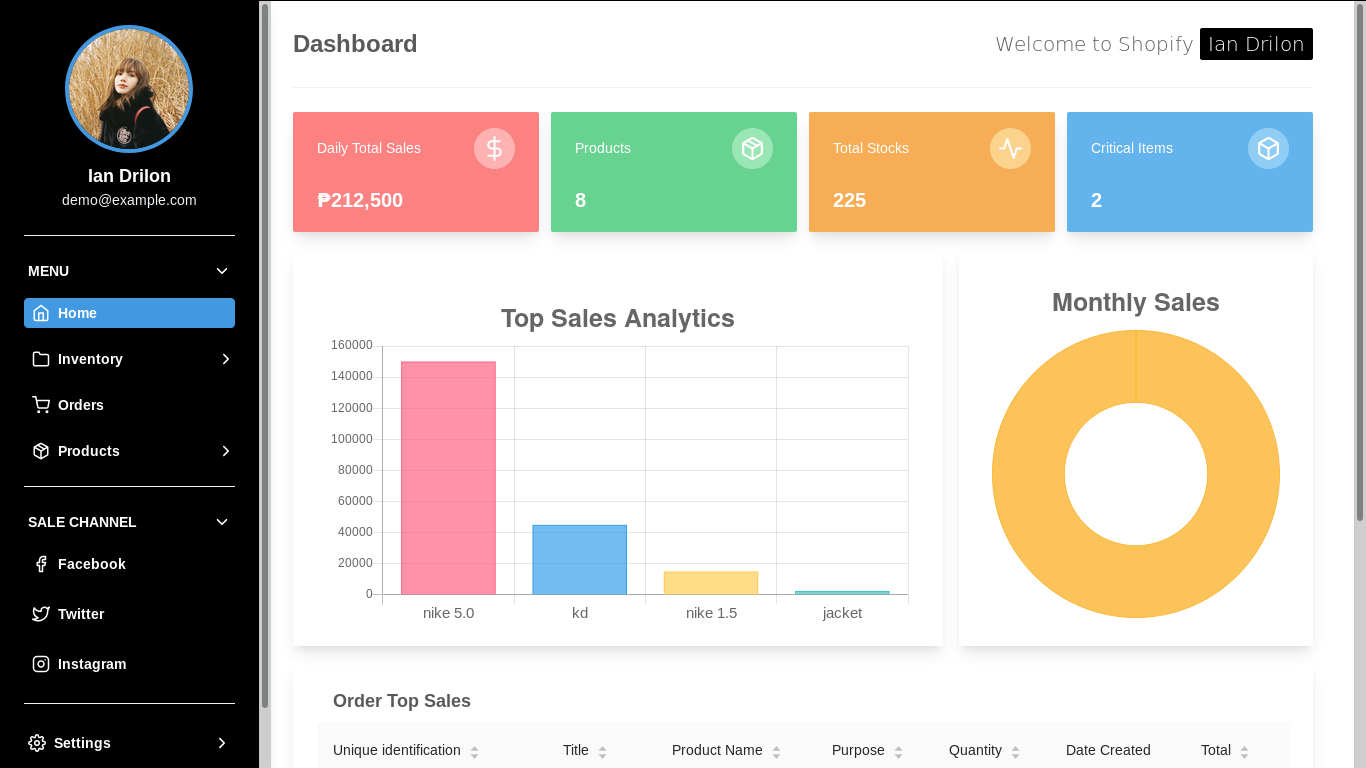 Ian Drilon
demo@example.com
MENU
Home
Inventory
Orders
Products
SALE CHANNEL
Facebook
Twitter
Instagram
Settings
Dashboard
Welcome to Shopify Ian Drilon
Daily Total Sales
₱212,500
Products
8
Total Stocks
225
Critical Items
2
Top Sales Analytics
160000
140000
120000
100000
80000
60000
40000
20000
0
nike 5.0 kd nike 1.5 jacket
Monthly Sales
Order Top Sales
Unique identification Title Product Name Purpose Quantity Date Created Total